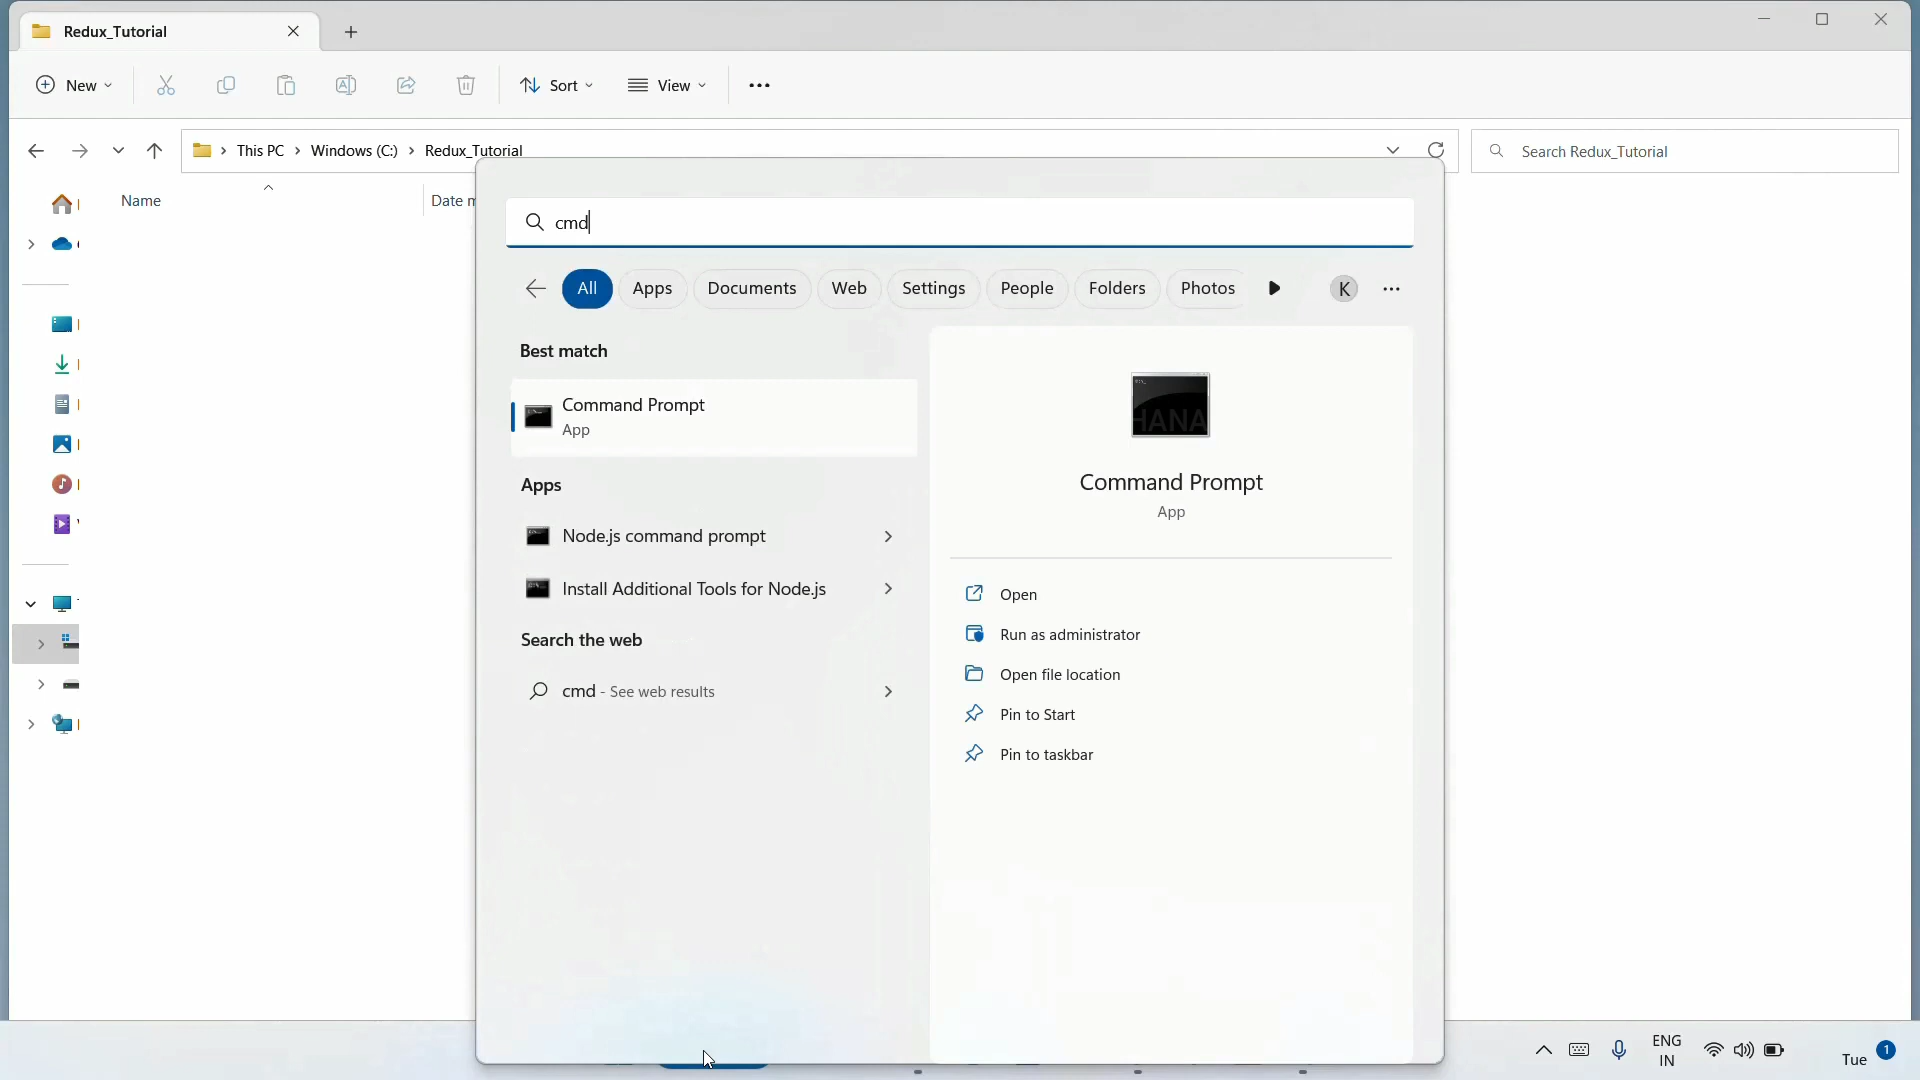 Redux_Tutorial
New
Sort
View
This PC > Windows (C:) > Redux_Tutorial
Search Redux_Tutorial
Name
Date m
cmd
All
Apps
Documents
Web
Settings
People
Folders
Photos
K
Best match
Command Prompt
App
Apps
Node.js command prompt
Install Additional Tools for Node.js
Search the web
cmd - See web results
HANA
Command Prompt
App
Open
Run as administrator
Open file location
Pin to Start
Pin to taskbar
ENG
IN
Tue
1